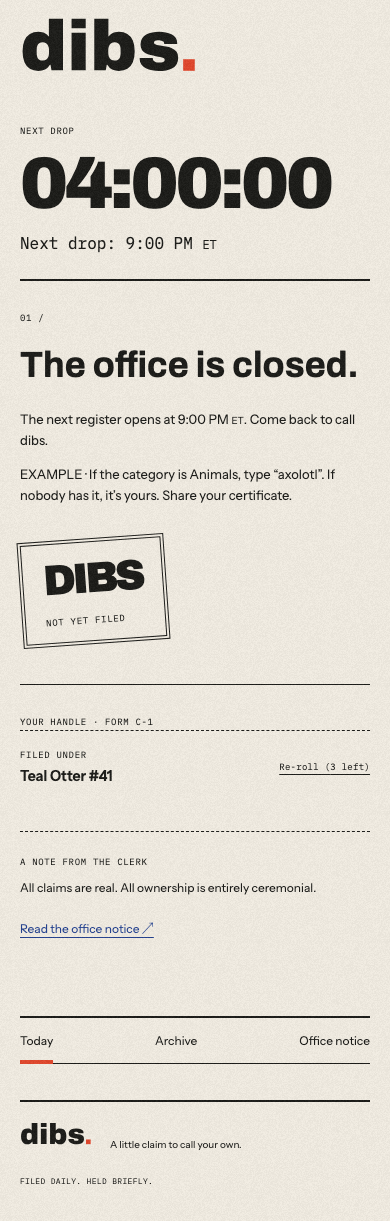 dibs.
NEXT DROP
04:00:00
Next drop: 9:00 PM ET
01 /
The office is closed.
The next register opens at 9:00 PM ET. Come back to call
dibs.
EXAMPLE · If the category is Animals, type “axolotl”. If
nobody has it, it’s yours. Share your certificate.
DIBS
NOT YET FILED
YOUR HANDLE · FORM C-1
FILED UNDER
Teal Otter #41
Re-roll (3 left)
A NOTE FROM THE CLERK
All claims are real. All ownership is entirely ceremonial.
Read the office notice ↗
Today Archive Office notice
dibs. A little claim to call your own.
FILED DAILY. HELD BRIEFLY.